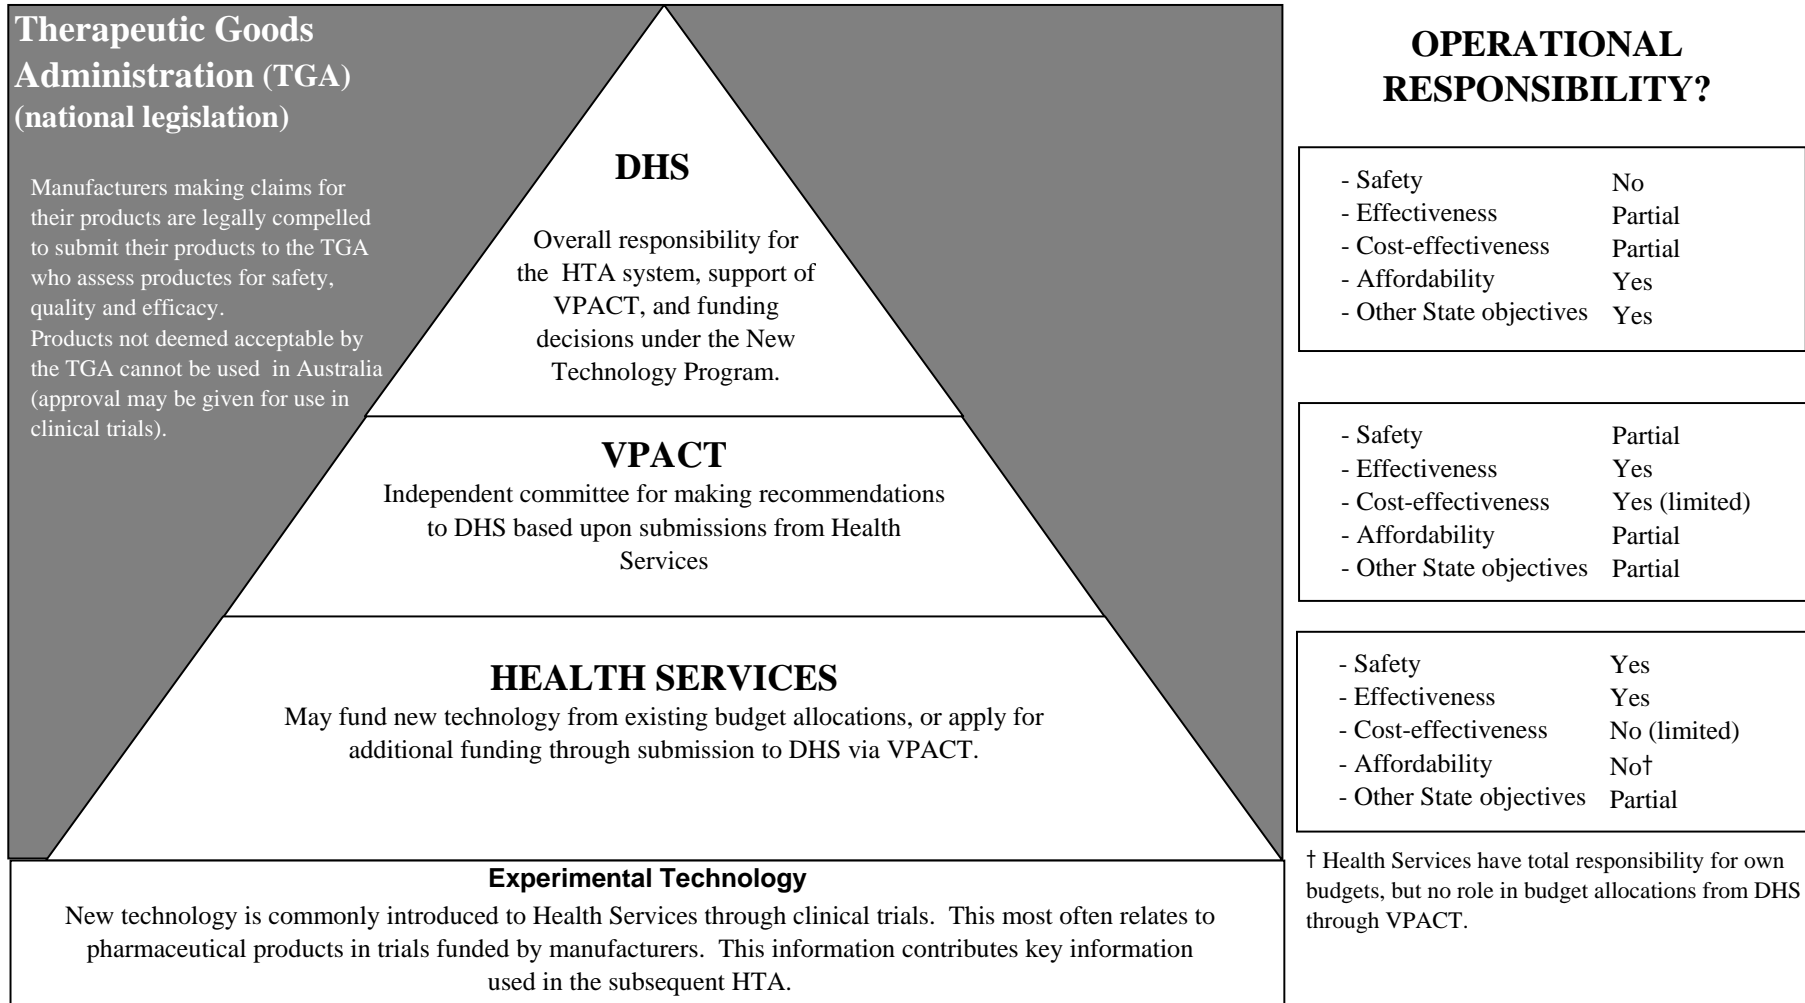 Therapeutic Goods
Administration (TGA)
(national legislation)
Manufacturers making claims for
their products are legally compelled
to submit their products to the TGA
who assess productes for safety,
quality and efficacy.
Products not deemed acceptable by
the TGA cannot be used in Australia
(approval may be given for use in
clinical trials).
DHS
Overall responsibility for
the HTA system, support of
VPACT, and funding
decisions under the New
Technology Program.
VPACT
Independent committee for making recommendations
to DHS based upon submissions from Health
Services
HEALTH SERVICES
May fund new technology from existing budget allocations, or apply for
additional funding through submission to DHS via VPACT.
Experimental Technology
New technology is commonly introduced to Health Services through clinical trials. This most often relates to
pharmaceutical products in trials funded by manufacturers. This information contributes key information
used in the subsequent HTA.
OPERATIONAL
RESPONSIBILITY?
- Safety No
- Effectiveness Partial
- Cost-effectiveness Partial
- Affordability Yes
- Other State objectives Yes
- Safety Partial
- Effectiveness Yes
- Cost-effectiveness Yes (limited)
- Affordability Partial
- Other State objectives Partial
- Safety Yes
- Effectiveness Yes
- Cost-effectiveness No (limited)
- Affordability No†
- Other State objectives Partial
† Health Services have total responsibility for own
budgets, but no role in budget allocations from DHS
through VPACT.